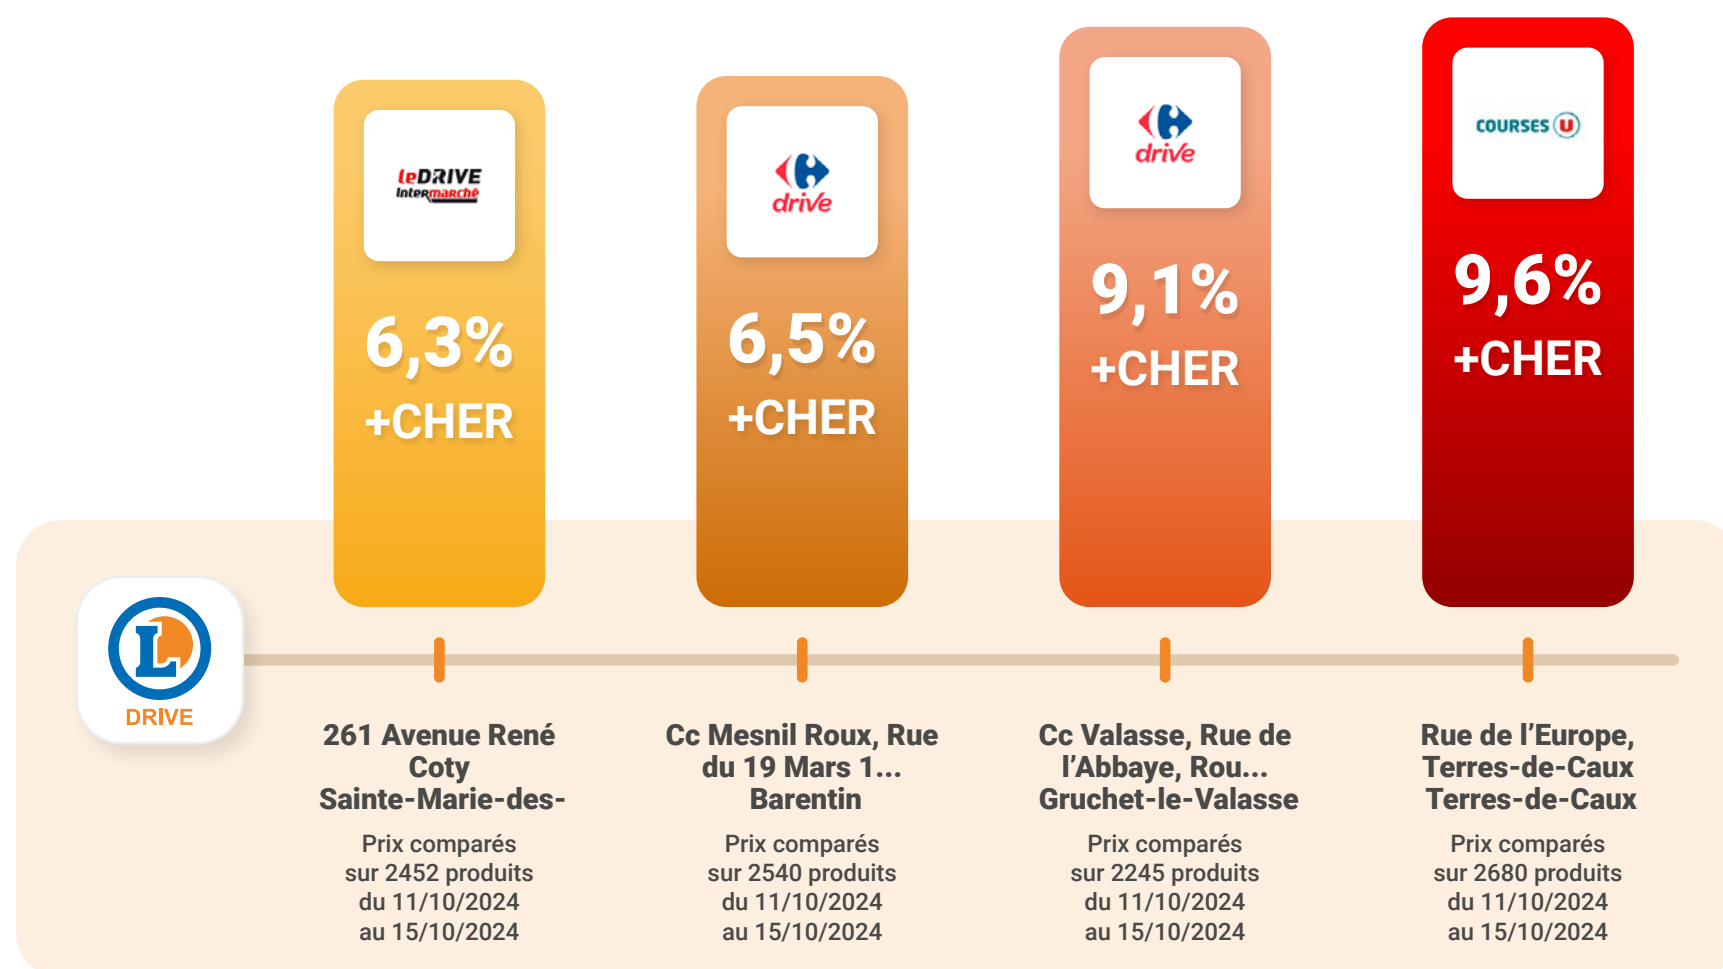 leDRIVE
Intermarché
6,3%
+CHER
drive
6,5%
+CHER
drive
9,1%
+CHER
COURSES U
9,6%
+CHER
L
DRIVE
261 Avenue René
Coty
Sainte-Marie-des-
Prix comparés
sur 2452 produits
du 11/10/2024
au 15/10/2024
Cc Mesnil Roux, Rue
du 19 Mars 1...
Barentin
Prix comparés
sur 2540 produits
du 11/10/2024
au 15/10/2024
Cc Valasse, Rue de
l’Abbaye, Rou...
Gruchet-le-Valasse
Prix comparés
sur 2245 produits
du 11/10/2024
au 15/10/2024
Rue de l’Europe,
Terres-de-Caux
Terres-de-Caux
Prix comparés
sur 2680 produits
du 11/10/2024
au 15/10/2024